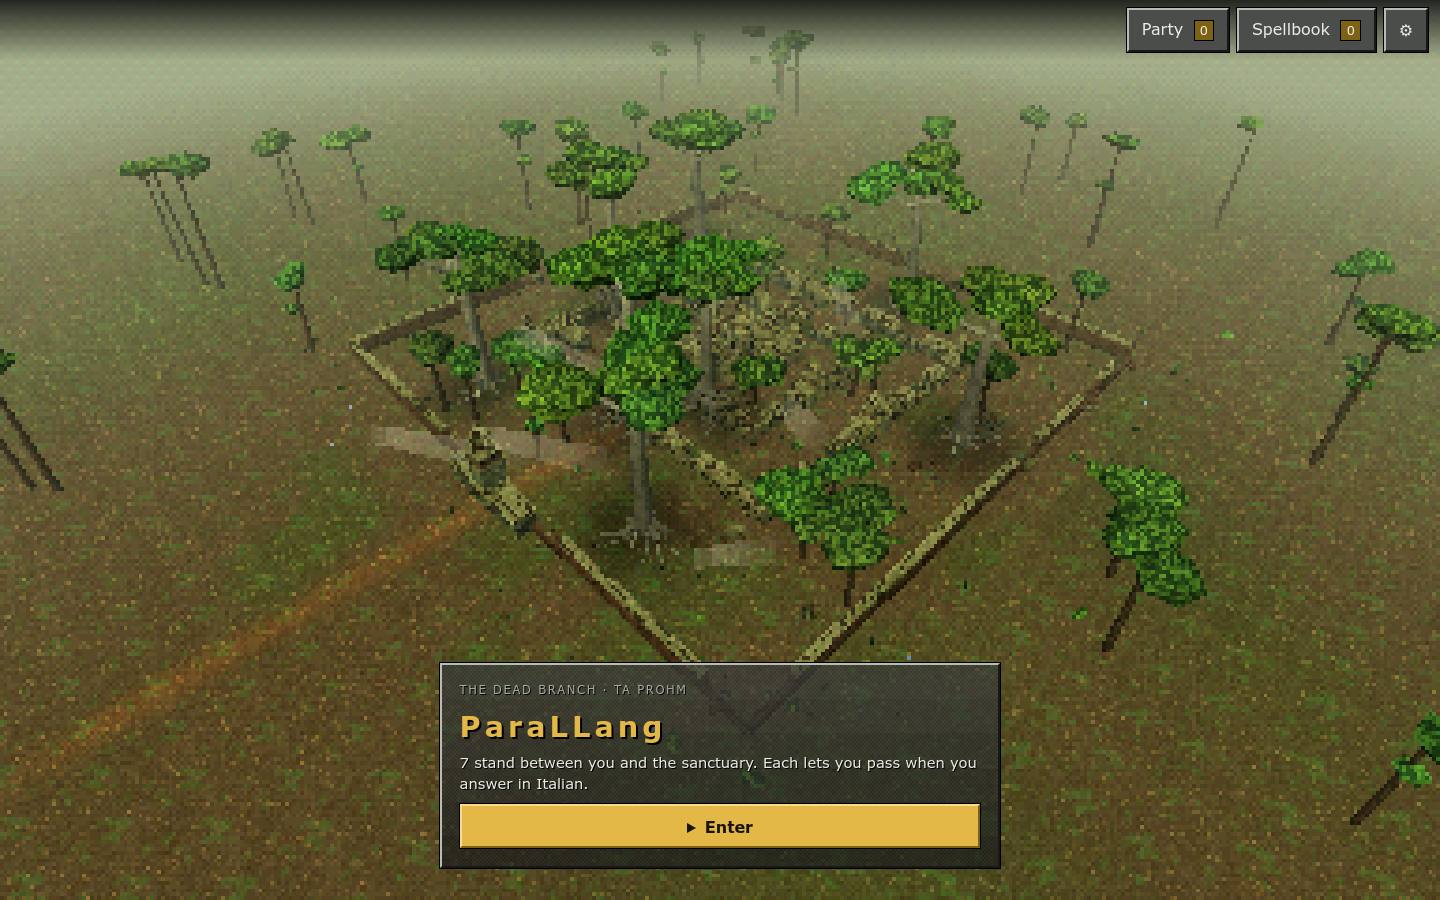 Party 0
Spellbook 0
⚙
THE DEAD BRANCH · TA PROHM
ParaLLang
7 stand between you and the sanctuary. Each lets you pass when you
answer in Italian.
▶ Enter